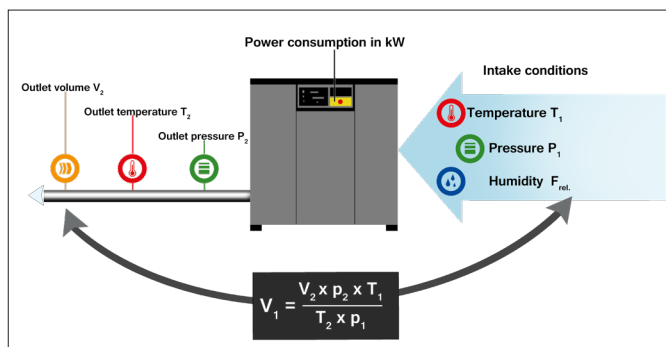 Power consumption in kW
Outlet volume V₂
Intake conditions
Outlet temperature T₂
Temperature T₁
Outlet pressure P₂
Pressure P₁
Humidity F rel.
V₁ = V₂ x p₂ x T₁
T₂ x p₁